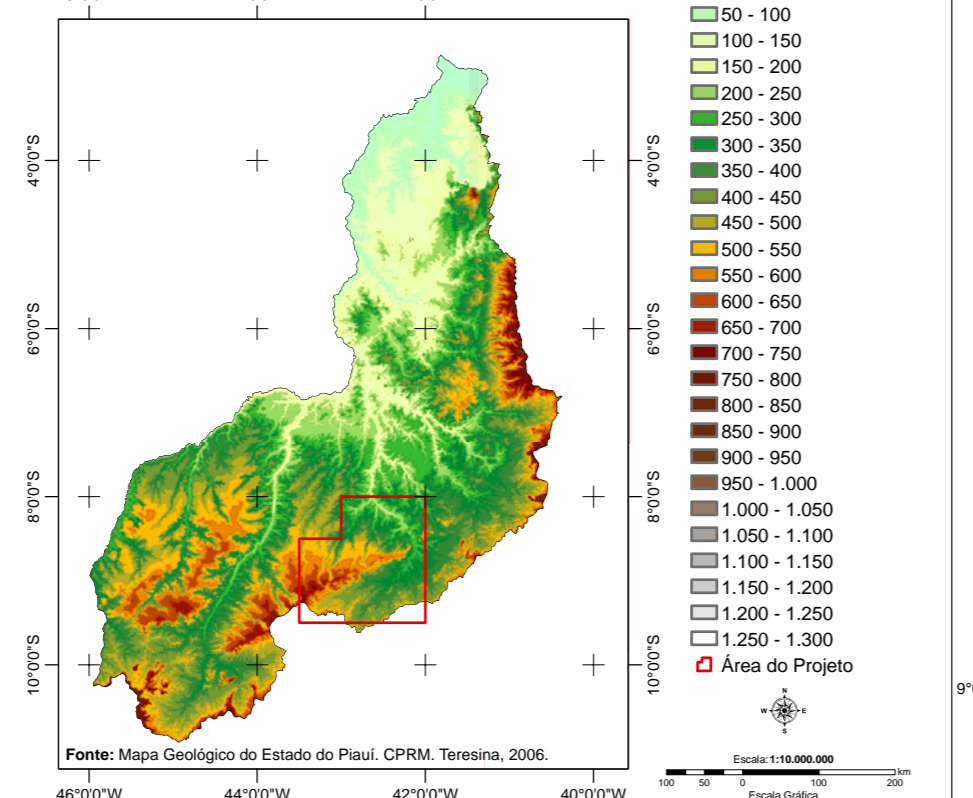 4°0'0"S
6°0'0"S
8°0'0"S
10°0'0"S
4°0'0"S
6°0'0"S
8°0'0"S
10°0'0"S
Fonte: Mapa Geológico do Estado do Piauí. CPRM. Teresina, 2006.
46°0'0"W
44°0'0"W
42°0'0"W
40°0'0"W
50 - 100
100 - 150
150 - 200
200 - 250
250 - 300
300 - 350
350 - 400
400 - 450
450 - 500
500 - 550
550 - 600
600 - 650
650 - 700
700 - 750
750 - 800
800 - 850
850 - 900
900 - 950
950 - 1.000
1.000 - 1.050
1.050 - 1.100
1.100 - 1.150
1.150 - 1.200
1.200 - 1.250
1.250 - 1.300
Área do Projeto
N
W E
S
Escala: 1:10.000.000
km
100 50 0 100 200
Escala Gráfica